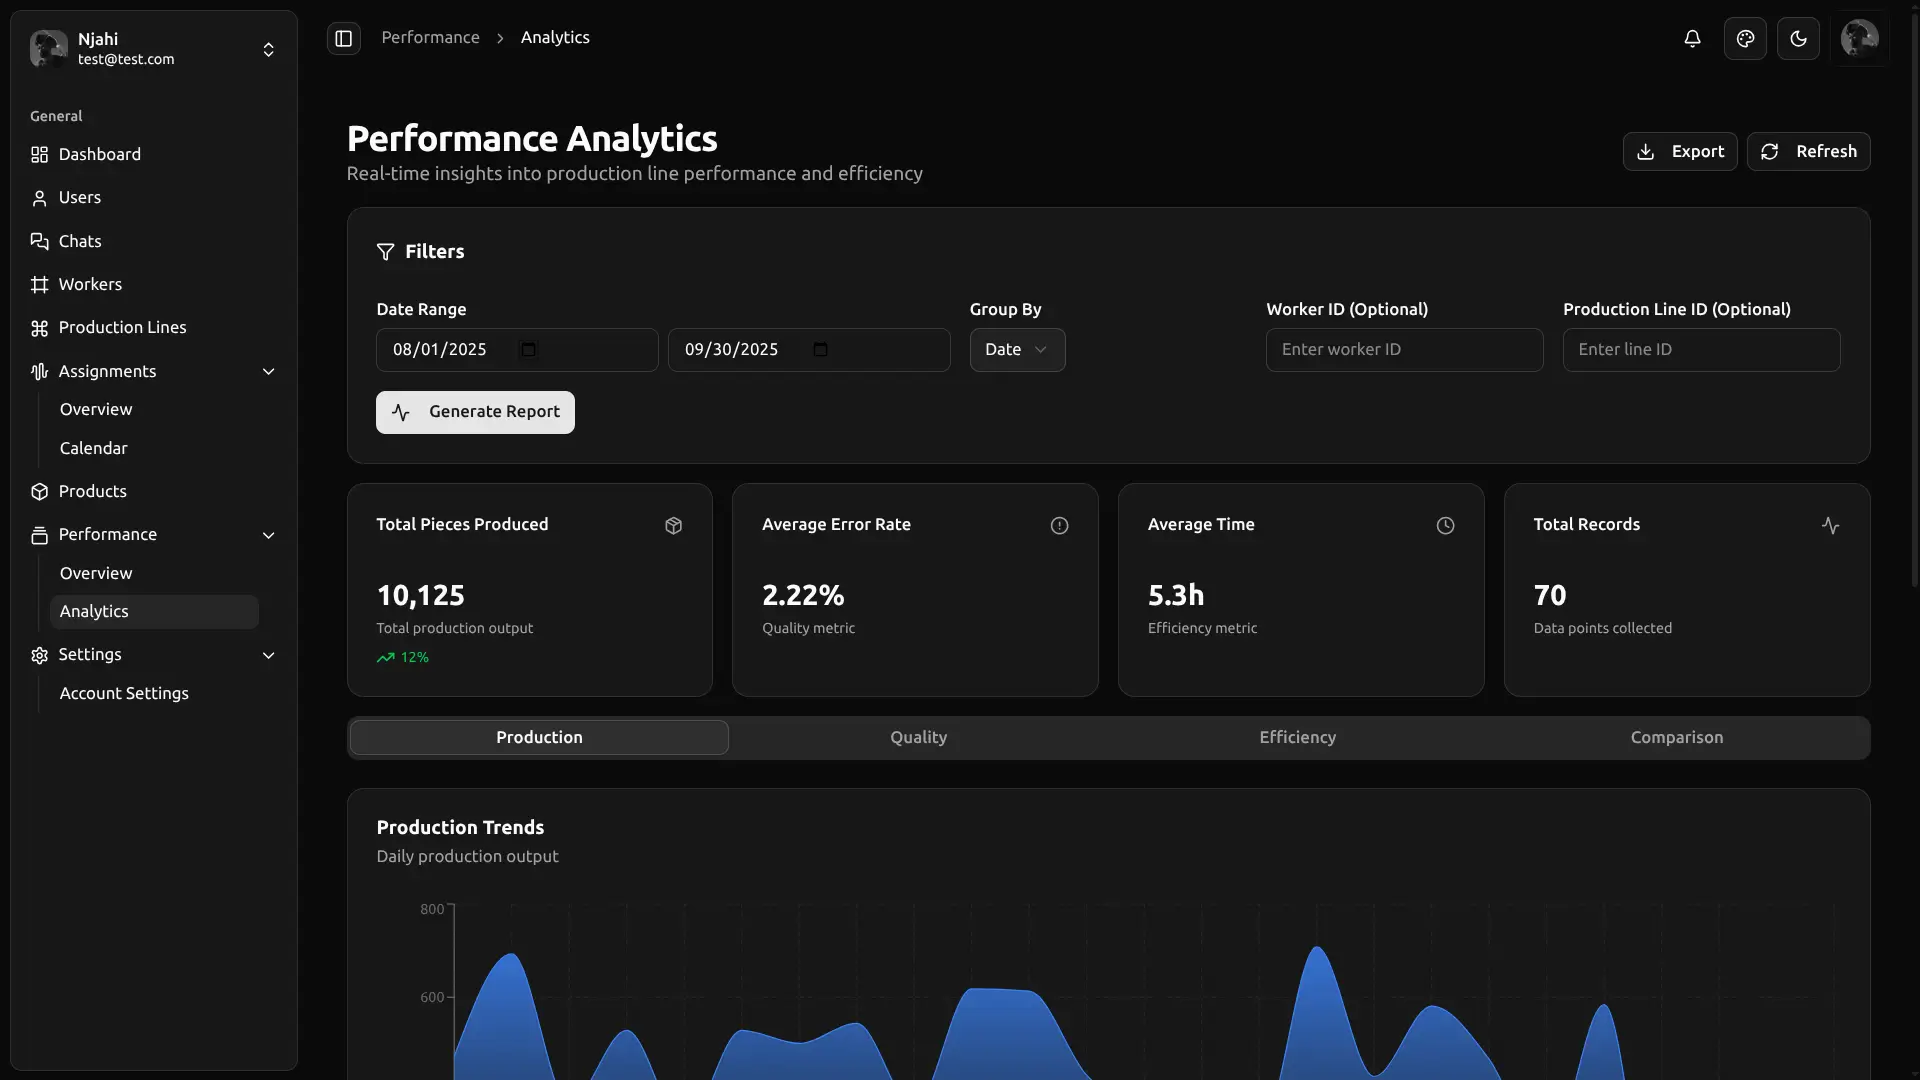 Njahi
test@test.com
General
Dashboard
Users
Chats
Workers
Production Lines
Assignments
Overview
Calendar
Products
Performance
Overview
Analytics
Settings
Account Settings
Performance > Analytics
Performance Analytics
Real-time insights into production line performance and efficiency
Export
Refresh
Filters
Date Range
08/01/2025
09/30/2025
Group By
Date
Worker ID (Optional)
Enter worker ID
Production Line ID (Optional)
Enter line ID
Generate Report
Total Pieces Produced
10,125
Total production output
12%
Average Error Rate
2.22%
Quality metric
Average Time
5.3h
Efficiency metric
Total Records
70
Data points collected
Production
Quality
Efficiency
Comparison
Production Trends
Daily production output
800
600